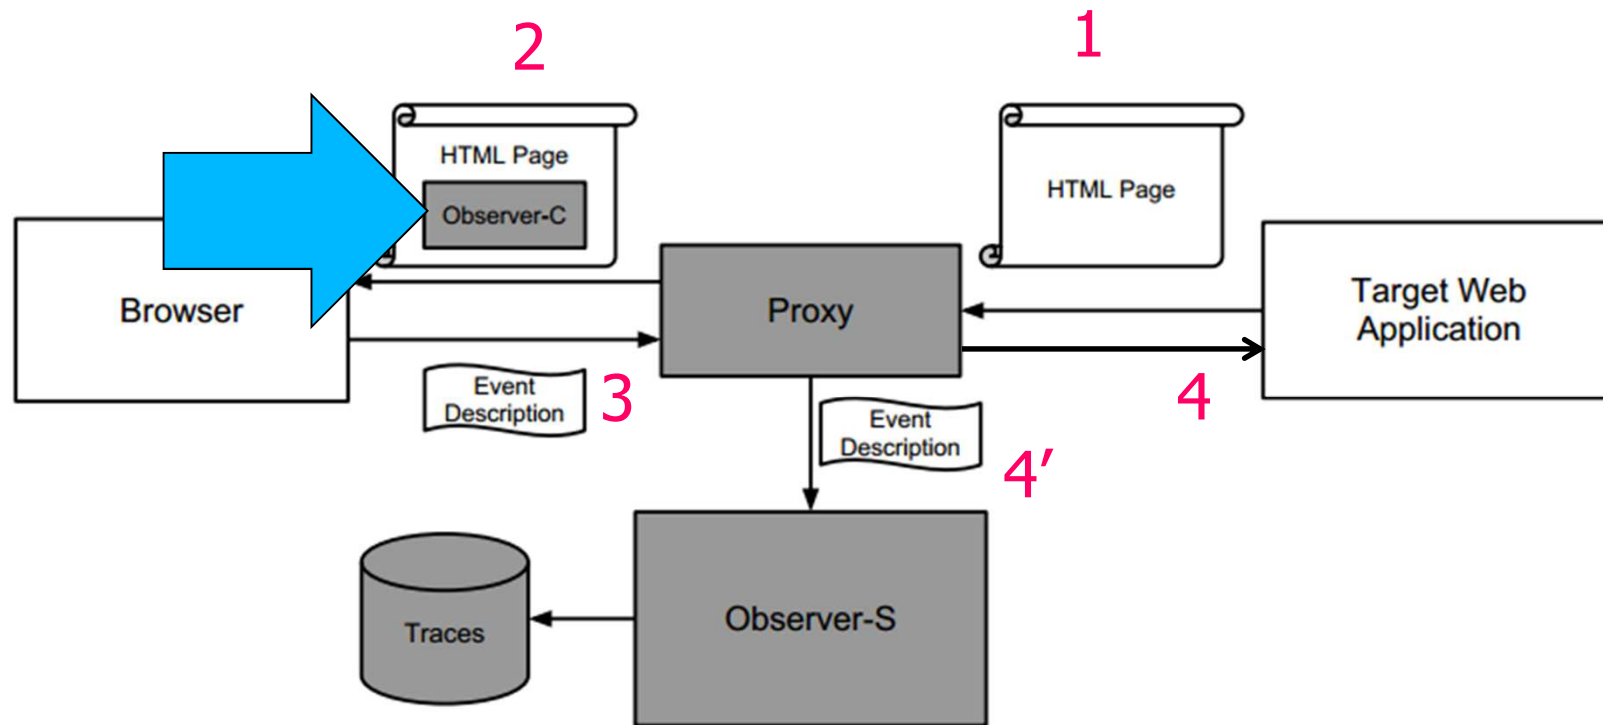 2
1
HTML Page
Observer-C
HTML Page
Browser
Proxy
Target Web
Application
Event
Description
3
4
Event
Description
4’
Traces
Observer-S